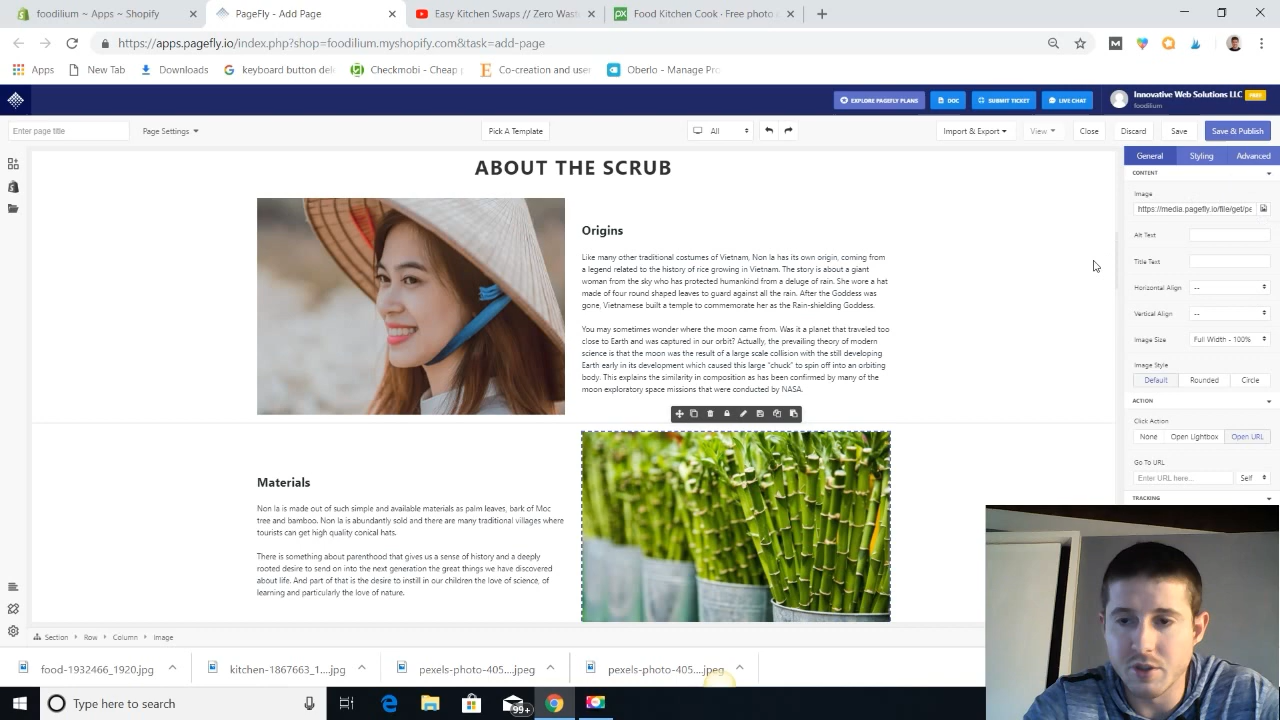 apps ~ Apps ~ Shopify
PageFly - Add Page
Easy Kitchen Swaps // Zero Wast
Food Kitchen Cook · Free photo o
https://apps.pagefly.io/index.php?shop=foodilium.myshopify.com&task=add-page
Apps
New Tab
Downloads
keyboard button del
Checkmobi - Cheap p
Co-creation and user
Oberlo - Manage Pro
EXPLORE PAGEFLY PLANS
DOC
SUBMIT TICKET
LIVE CHAT
Innovative Web Solutions LLC
FREE
foodilium
Enter page title
Page Settings
Pick A Template
All
Import & Export
View
Close
Discard
Save
Save & Publish
General
Styling
Advanced
ABOUT THE SCRUB
Origins
Like many other traditional costumes of Vietnam, Non la has its own origin, coming from
a legend related to the history of rice growing in Vietnam. The story is about a giant
woman from the sky who has protected humankind from a deluge of rain. She wore a hat
made of four round shaped leaves to guard against all the rain. After the Goddess was
gone, Vietnamese built a temple to commemorate her as the Rain-shielding Goddess.
You may sometimes wonder where the moon came from. Was it a planet that traveled too
close to Earth and was captured in our orbit? Actually, the prevailing theory of modern
science is that the moon was the result of a large scale collision with the still developing
Earth early in its development which caused this large "chuck" to spin off into an orbiting
body. This explains the similarity in composition as has been confirmed by many of the
moon exploratory space missions that were conducted by NASA.
Materials
Non la is made out of such simple and available materials as palm leaves, bark of Moc
tree and bamboo. Non la is abundantly sold and there are many traditional villages where
tourists can get high quality conical hats.
There is something about parenthood that gives us a sense of history and a deeply
rooted desire to send on into the next generation the great things we have discovered
about life. And part of that is the desire to instill in our children the love of science, of
learning and particularly the love of nature.
CONTENT
Image
https://media.pagefly.io/file/get/pe
Alt Text
Title Text
Horizontal Align
--
Vertical Align
--
Image Size
Full Width - 100%
Image Style
Default
Rounded
Circle
ACTION
Click Action
None
Open Lightbox
Open URL
Go To URL
Enter URL here...
Self
TRACKING
Section
Row
Column
Image
food-1932466_1920.jpg
kitchen-1867663_1....jpg
pexels-photo-405....jpeg
pexels-photo-405....jpeg
Type here to search
99+